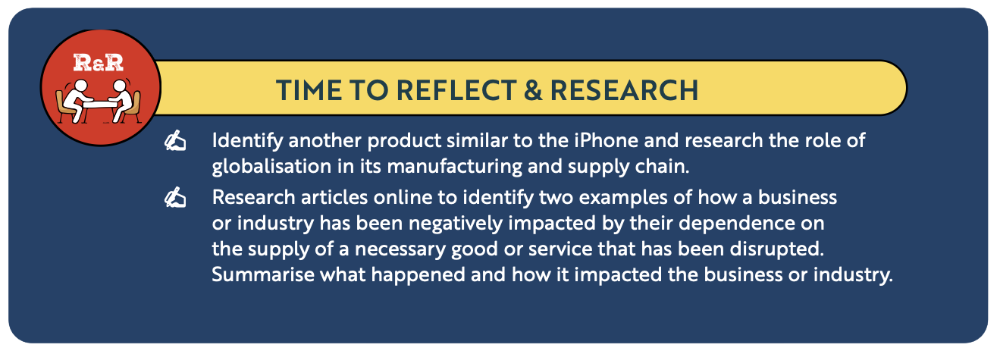 R&R
TIME TO REFLECT & RESEARCH
Identify another product similar to the iPhone and research the role of
globalisation in its manufacturing and supply chain.
Research articles online to identify two examples of how a business
or industry has been negatively impacted by their dependence on
the supply of a necessary good or service that has been disrupted.
Summarise what happened and how it impacted the business or industry.